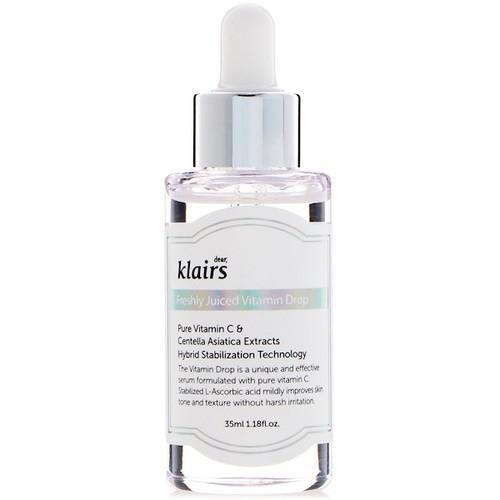 dear,
klairs
Freshly Juiced Vitamin Drop
Pure Vitamin C &
Centella Asiatica Extracts
Hybrid Stabilization Technology
The Vitamin Drop is a unique and effective
serum formulated with pure vitamin C.
Stabilized L-Ascorbic acid mildly improves skin
tone and texture without harsh irritation.
35ml 1.18fl.oz.